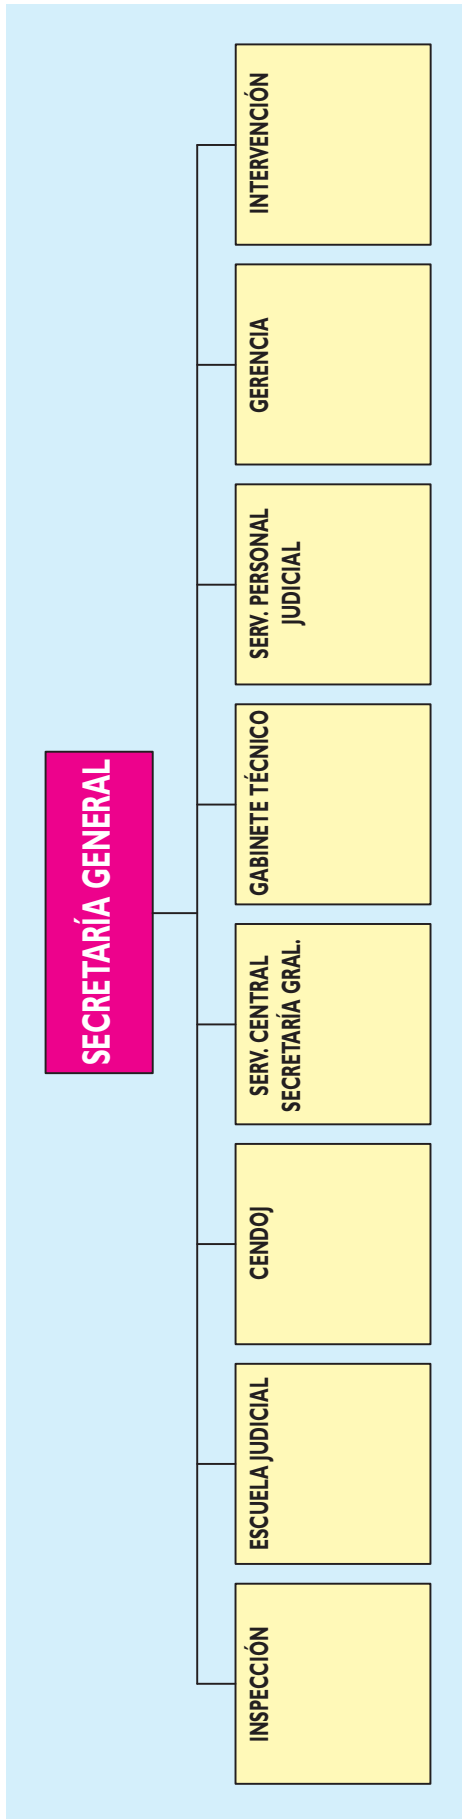 SECRETARÍA GENERAL
INSPECCIÓN
ESCUELA JUDICIAL
CENDOJ
SERV. CENTRAL
SECRETARÍA GRAL.
GABINETE TÉCNICO
SERV. PERSONAL
JUDICIAL
GERENCIA
INTERVENCIÓN